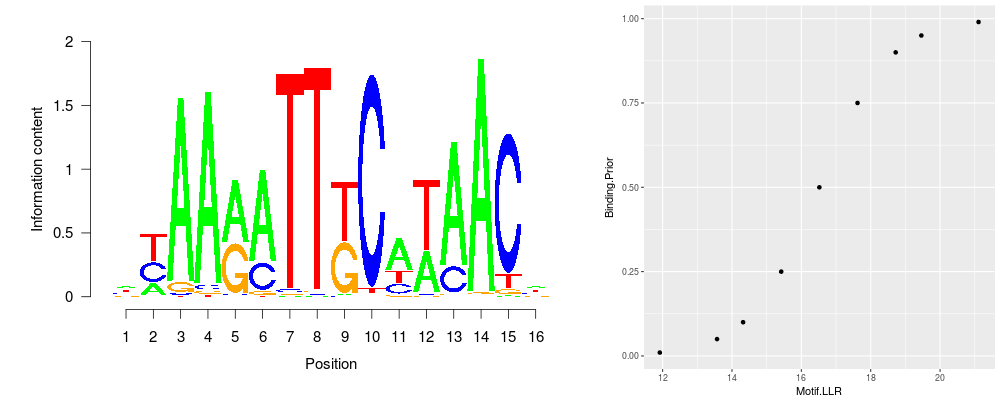 2
1.5
1
0.5
0
Information content
T
C
A
A
G
A
C
A
G
A
C
T
T
T
G
C
A
T
C
T
A
A
C
A
C
T
1 2 3 4 5 6 7 8 9 10 11 12 13 14 15 16
Position
1.00
0.75
0.50
0.25
0.00
Binding.Prior
12 14 16 18 20
Motif.LLR